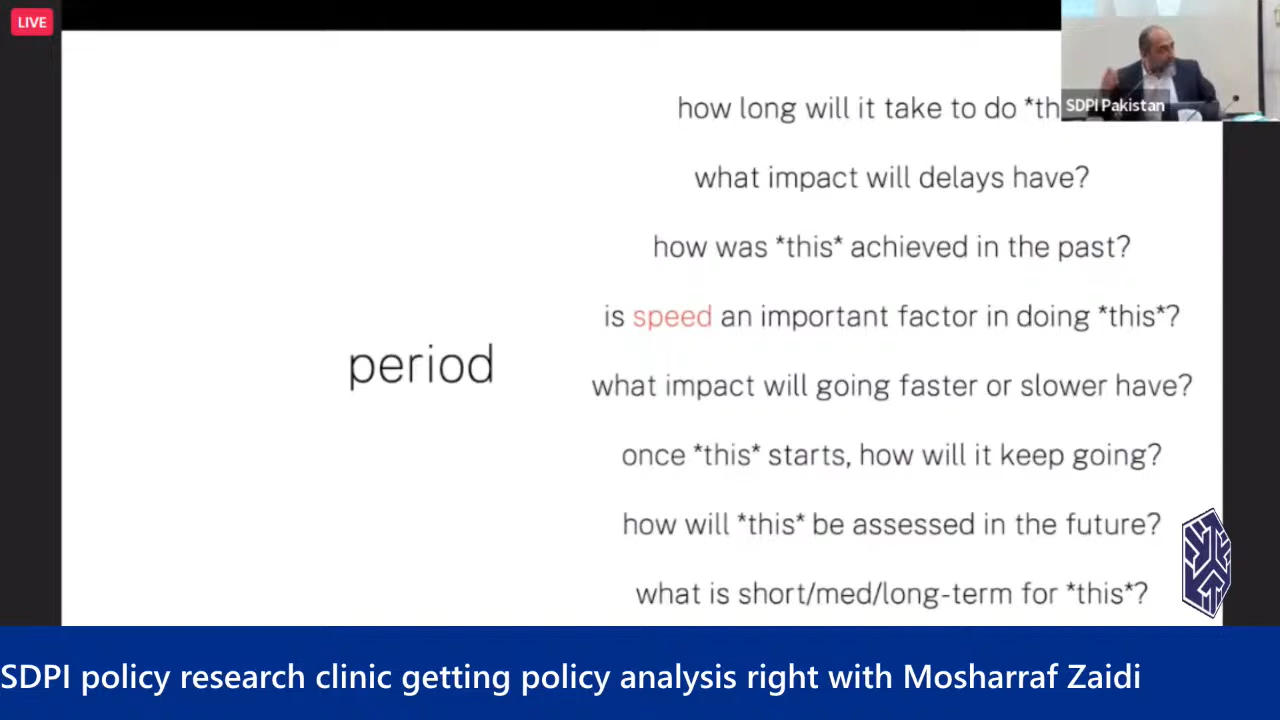 LIVE
how long will it take to do *th
SDPI Pakistan
what impact will delays have?
how was *this* achieved in the past?
is speed an important factor in doing *this*?
period
what impact will going faster or slower have?
once *this* starts, how will it keep going?
how will *this* be assessed in the future?
what is short/med/long-term for *this*?
SDPI policy research clinic getting policy analysis right with Mosharraf Zaidi